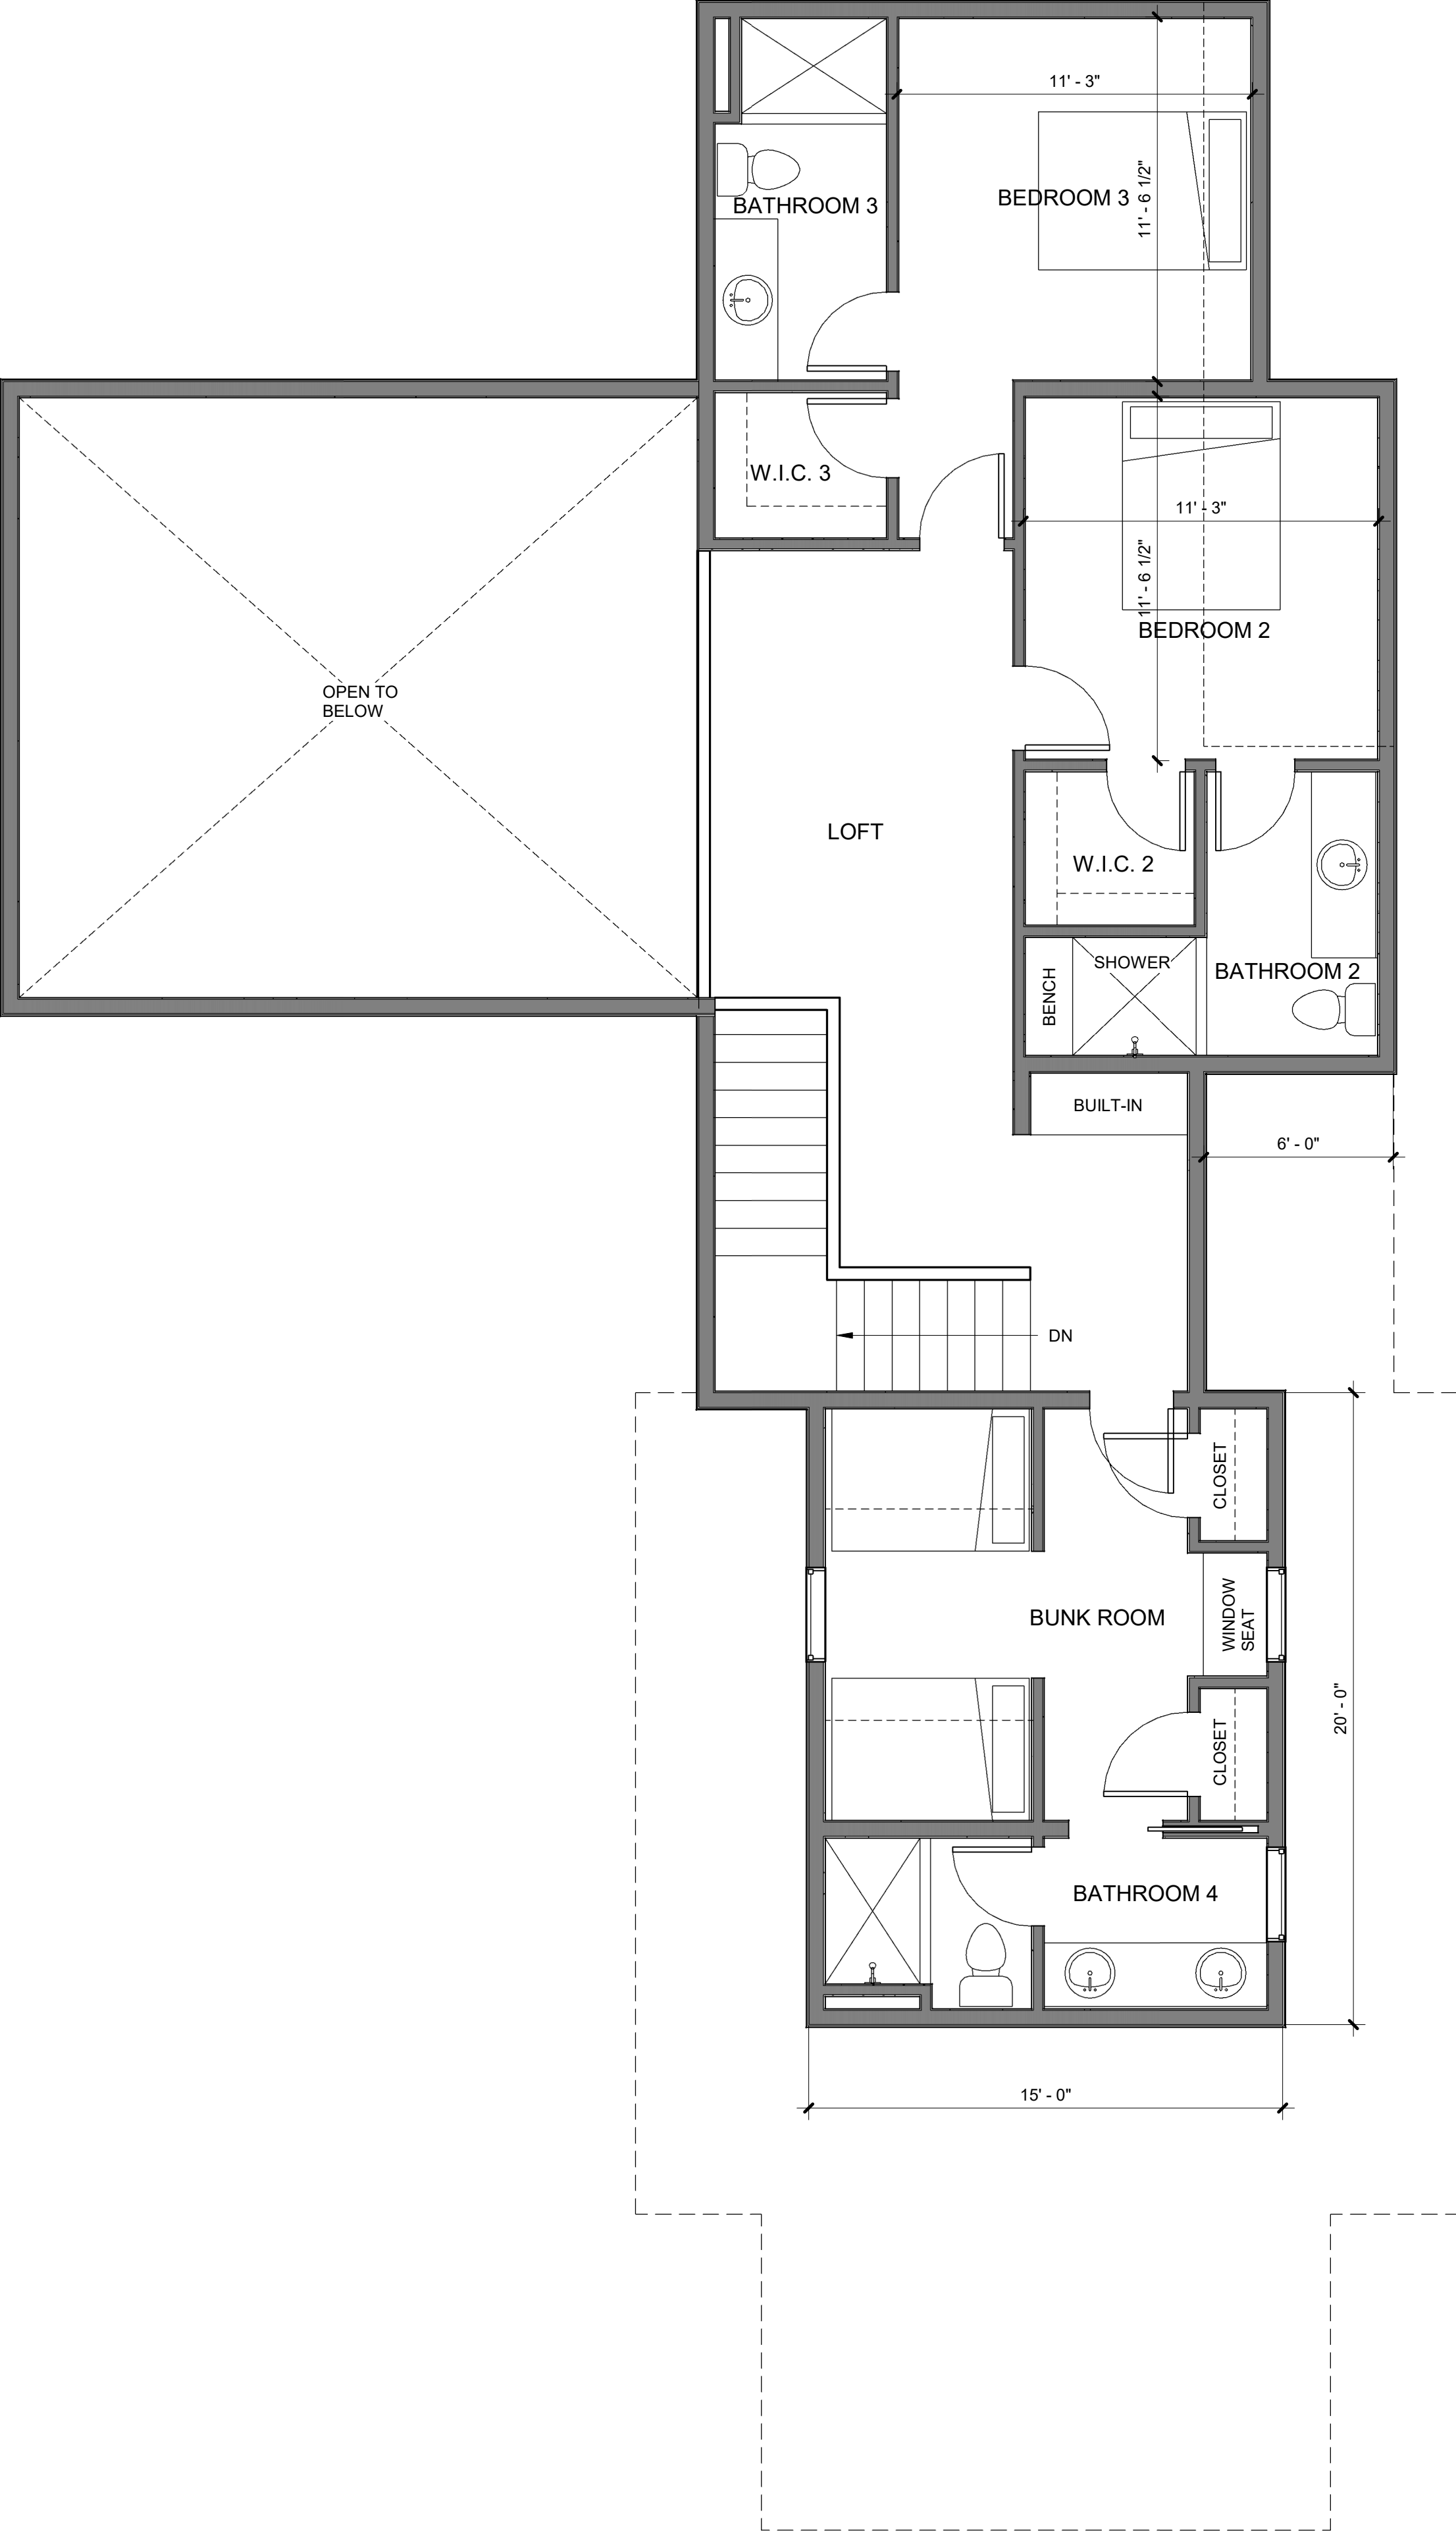 11' - 3"
11' - 6 1/2"
BATHROOM 3
BEDROOM 3
W.I.C. 3
11' - 3"
11' - 6 1/2"
BEDROOM 2
OPEN TO
BELOW
LOFT
W.I.C. 2
SHOWER
BATHROOM 2
BENCH
BUILT-IN
6' - 0"
DN
CLOSET
BUNK ROOM
WINDOW
SEAT
20' - 0"
CLOSET
BATHROOM 4
15' - 0"